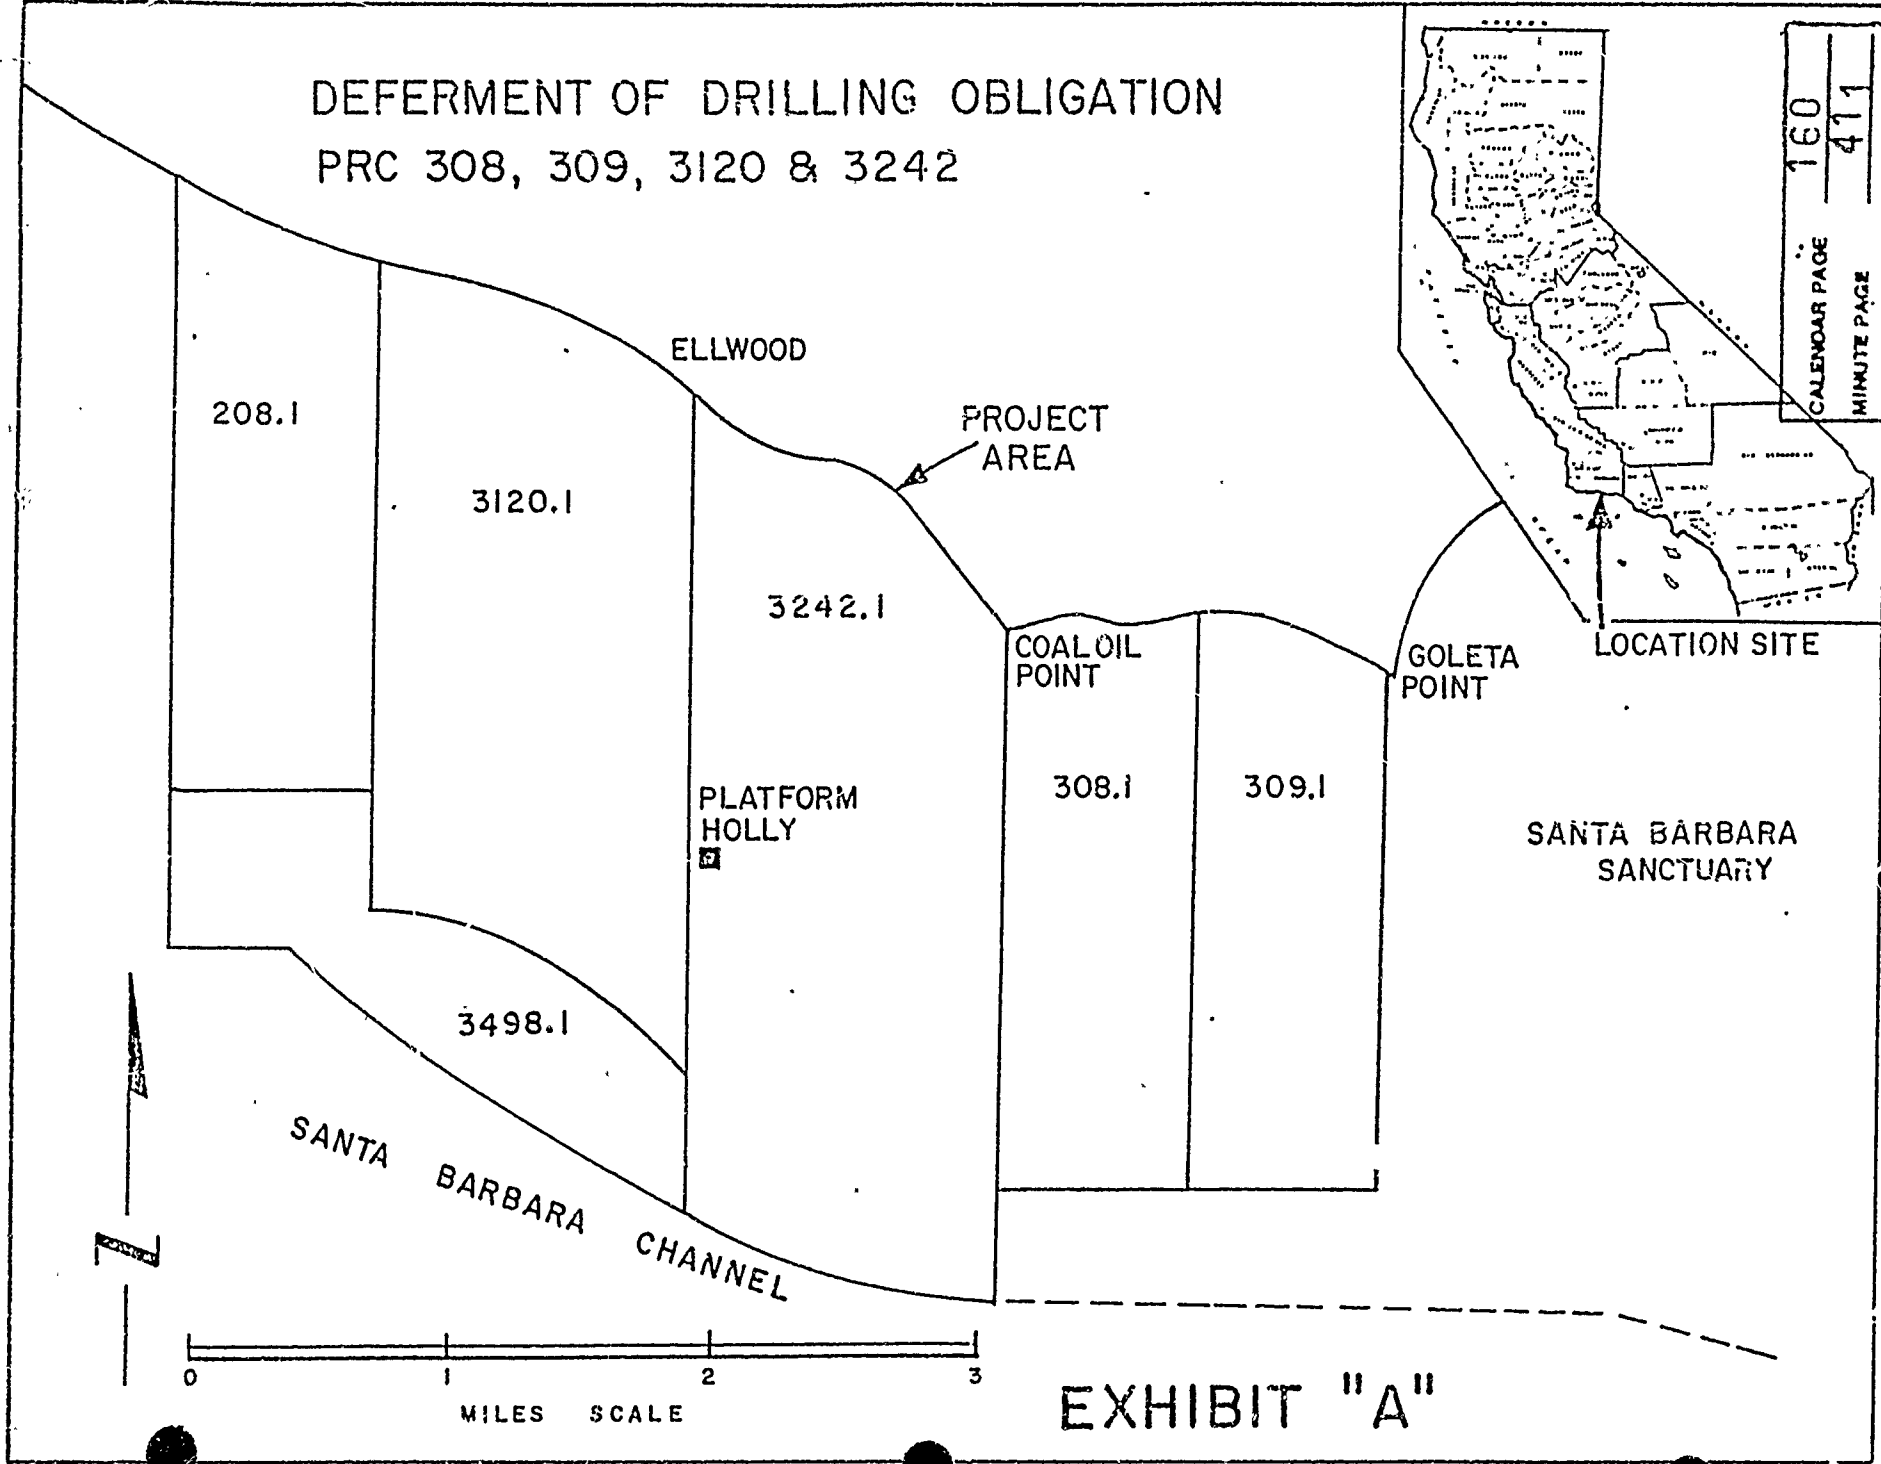 DEFERMENT OF DRILLING OBLIGATION
PRC 308, 309, 3120 & 3242
CALENDAR PAGE 160
MINUTE PAGE 411
ELLWOOD
PROJECT
AREA
208.1
3120.1
3242.1
COAL OIL
POINT
GOLETA
POINT
LOCATION SITE
PLATFORM
HOLLY
308.1
309.1
SANTA BARBARA
SANCTUARY
3498.1
SANTA BARBARA CHANNEL
N
0 1 2 3
MILES SCALE
EXHIBIT "A"